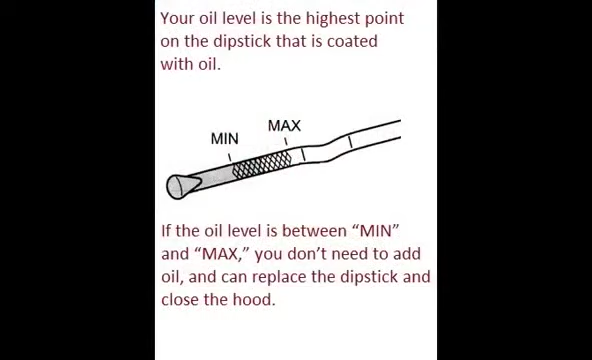 Your oil level is the highest point
on the dipstick that is coated
with oil.
MAX
MIN
If the oil level is between “MIN”
and “MAX,” you don’t need to add
oil, and can replace the dipstick and
close the hood.